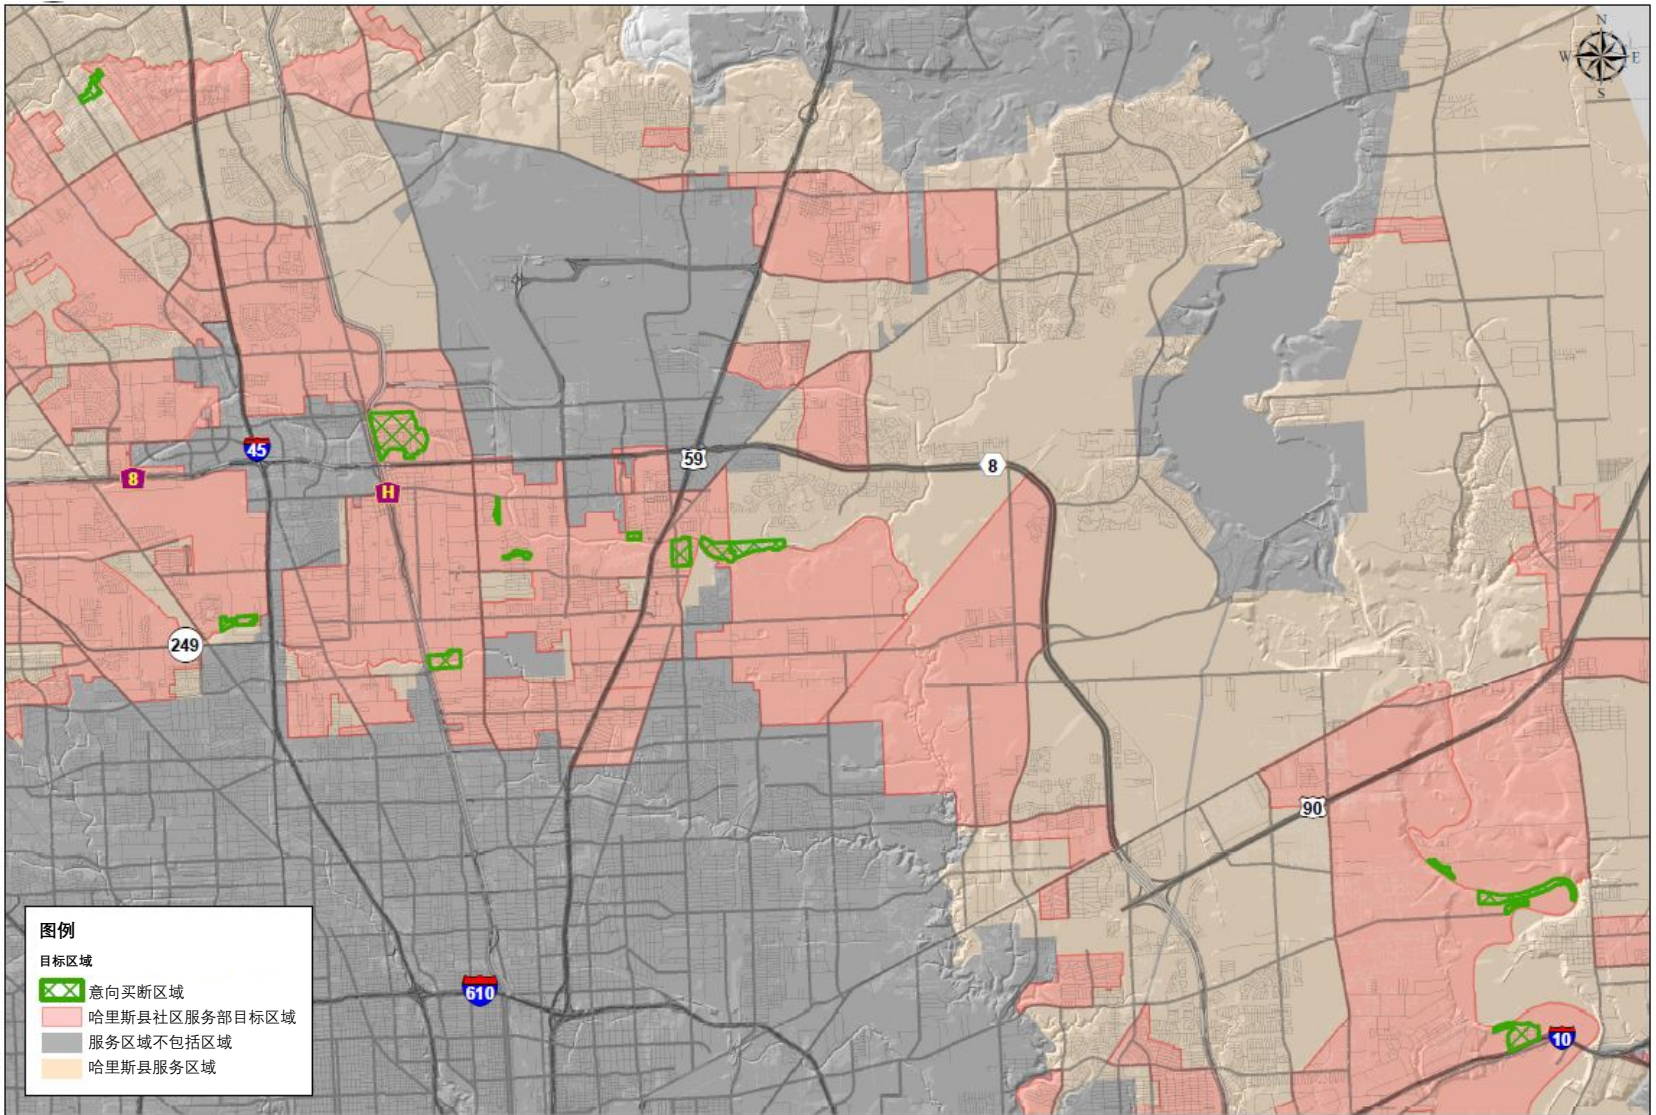 N
W E
S
45
8
H
59
8
249
90
610
10
图例
目标区域
意向买断区域
哈里斯县社区服务部目标区域
服务区域不包括区域
哈里斯县服务区域